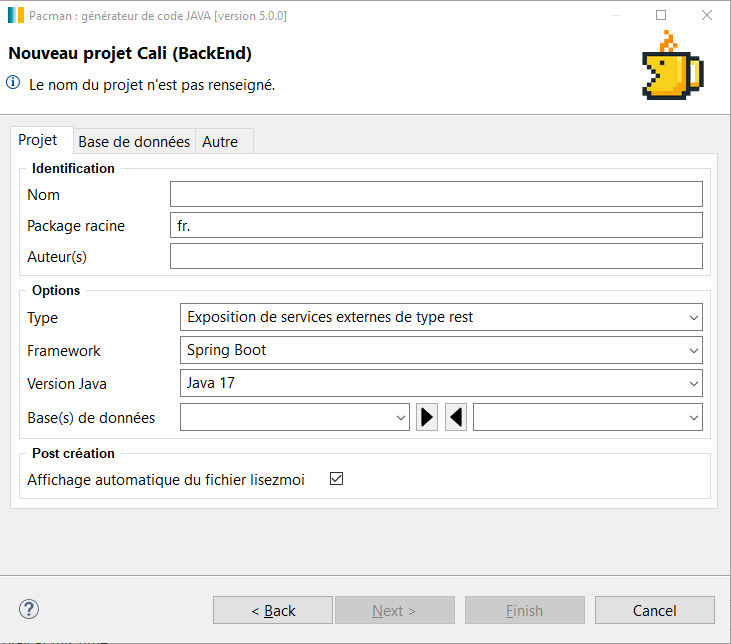 Pacman : générateur de code JAVA [version 5.0.0]
Nouveau projet Cali (BackEnd)
Le nom du projet n'est pas renseigné.
Projet Base de données Autre
Identification
Nom
Package racine fr.
Auteur(s)
Options
Type Exposition de services externes de type rest
Framework Spring Boot
Version Java Java 17
Base(s) de données
Post création
Affichage automatique du fichier lisezmoi
? < Back Next > Finish Cancel